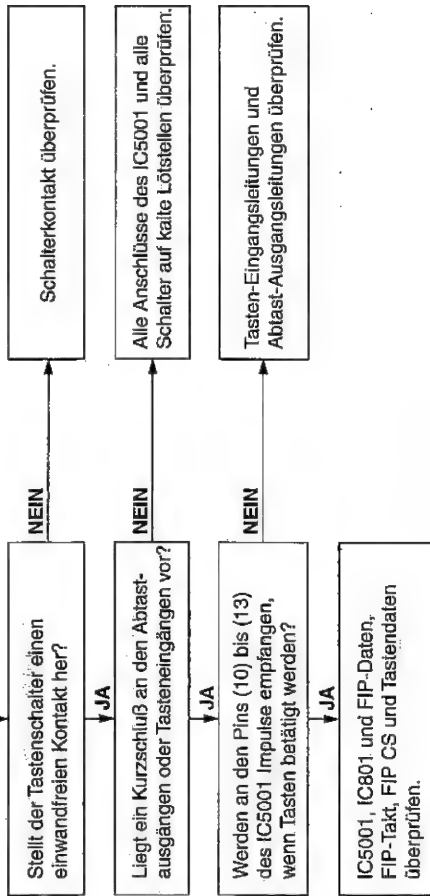 Stellt der Tastenschalter einen
einwandfreien Kontakt her?
NEIN
Schalterkontakt überprüfen.
JA
Liegt ein Kurzschluß an den Abtast-
ausgängen oder Tasteneingängen vor?
NEIN
Alle Anschlüsse des IC5001 und alle
Schalter auf kalte Lötstellen überprüfen.
JA
Werden an den Pins (10) bis (13)
des IC5001 Impulse empfangen,
wenn Tasten betätigt werden?
NEIN
Tasten-Eingangsleitungen und
Abtast-Ausgangsleitungen überprüfen.
JA
IC5001, IC801 und FIP-Daten,
FIP-Takt, FIP CS und Tastendaten
überprüfen.